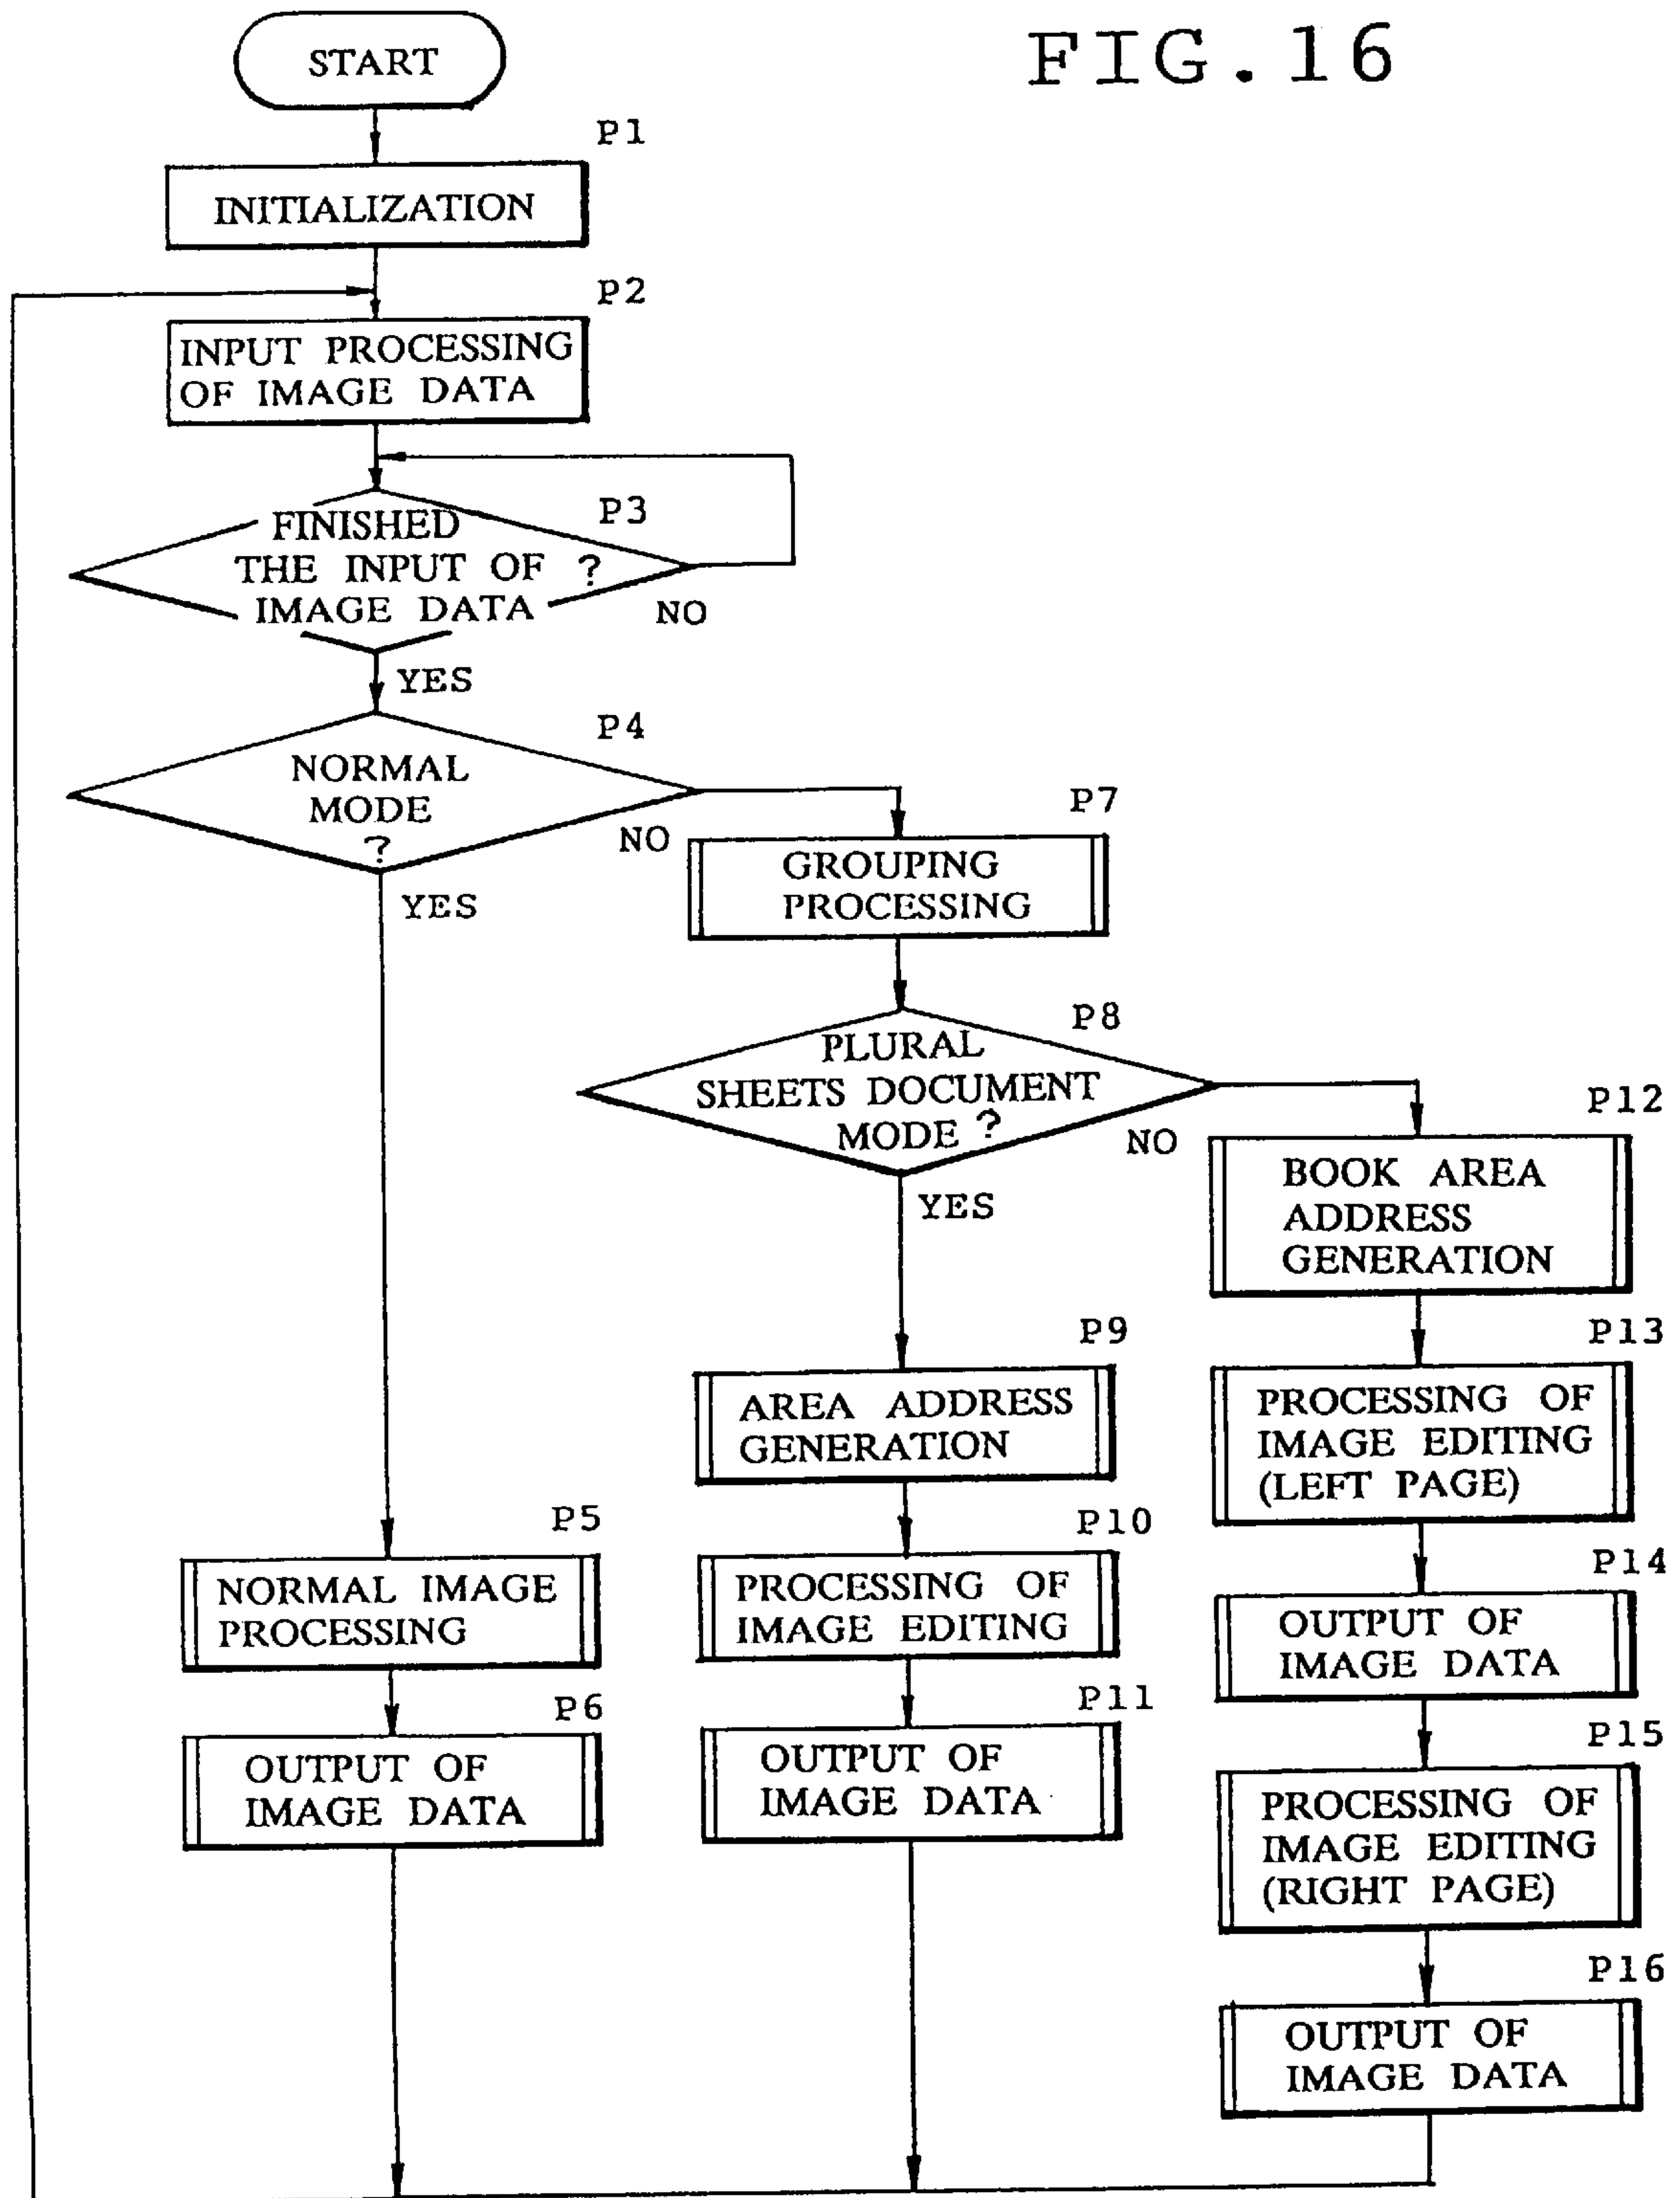 FIG.16
START
P1
INITIALIZATION
P2
INPUT PROCESSING
OF IMAGE DATA
P3
FINISHED
THE INPUT OF ?
IMAGE DATA
NO
YES
P4
NORMAL
MODE
?
NO
YES
P7
GROUPING
PROCESSING
P8
PLURAL
SHEETS DOCUMENT
MODE ?
NO
YES
P12
BOOK AREA
ADDRESS
GENERATION
P9
AREA ADDRESS
GENERATION
P13
PROCESSING OF
IMAGE EDITING
(LEFT PAGE)
P5
NORMAL IMAGE
PROCESSING
P10
PROCESSING OF
IMAGE EDITING
P14
OUTPUT OF
IMAGE DATA
P6
OUTPUT OF
IMAGE DATA
P11
OUTPUT OF
IMAGE DATA
P15
PROCESSING OF
IMAGE EDITING
(RIGHT PAGE)
P16
OUTPUT OF
IMAGE DATA